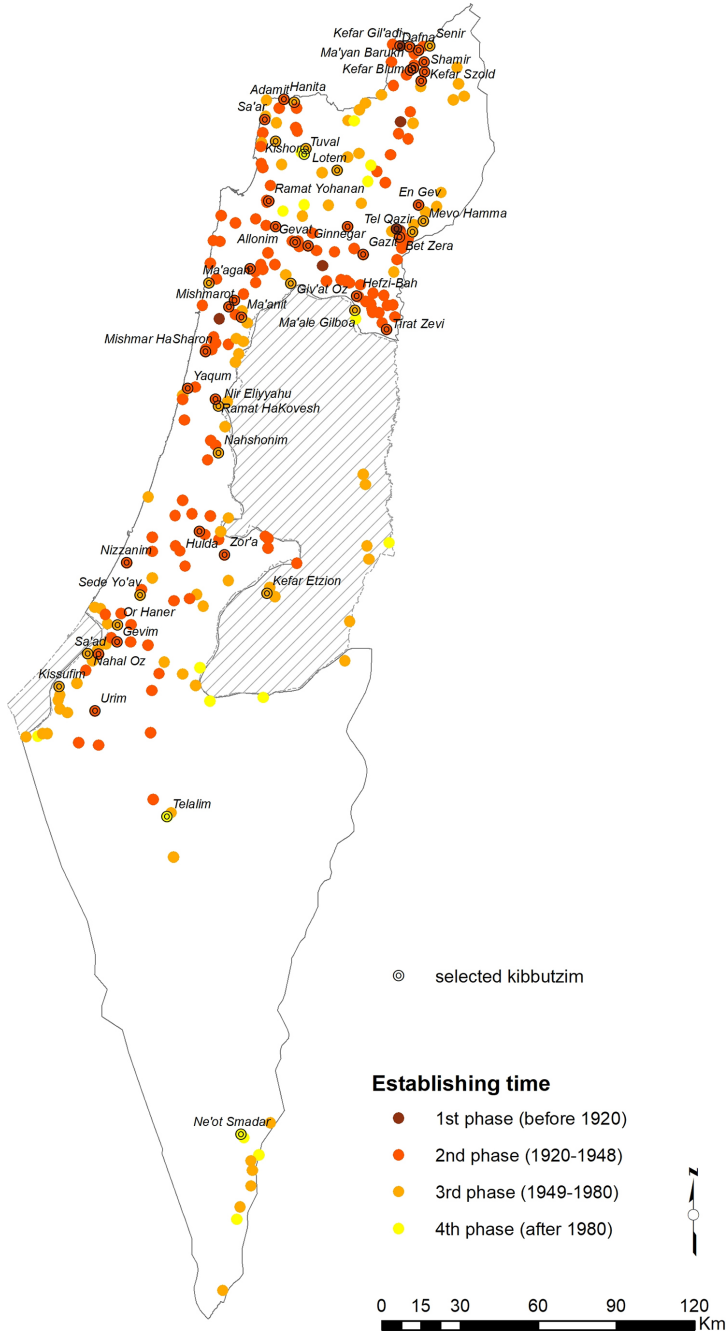 Kefar Gil'adi
Dafna
Senir
Ma'yan Barukh
Shamir
Kefar Blum
Kefar Szold
Adamit
Hanita
Sa'ar
Tuval
Kishor
Lotem
Ramat Yohanan
En Gev
Mevo Hamma
Tel Qazir
Gevat
Ginnegar
Allonim
Gazit
Bet Zera
Ma'agan
Giv'at Oz
Hefzi-Bah
Mishmarot
Ma'anit
Ma'ale Gilboa
Tirat Zevi
Mishmar HaSharon
Yaqum
Nir Eliyyahu
Ramat HaKovesh
Nahshonim
Hulda
Zor'a
Nizzanim
Sede Yo'av
Kefar Etzion
Or Haner
Gevim
Sa'ad
Nahal Oz
Kissufim
Urim
Telalim
selected kibbutzim
Establishing time
1st phase (before 1920)
2nd phase (1920-1948)
3rd phase (1949-1980)
4th phase (after 1980)
Ne'ot Smadar
z
0 15 30 60 90 120
Km